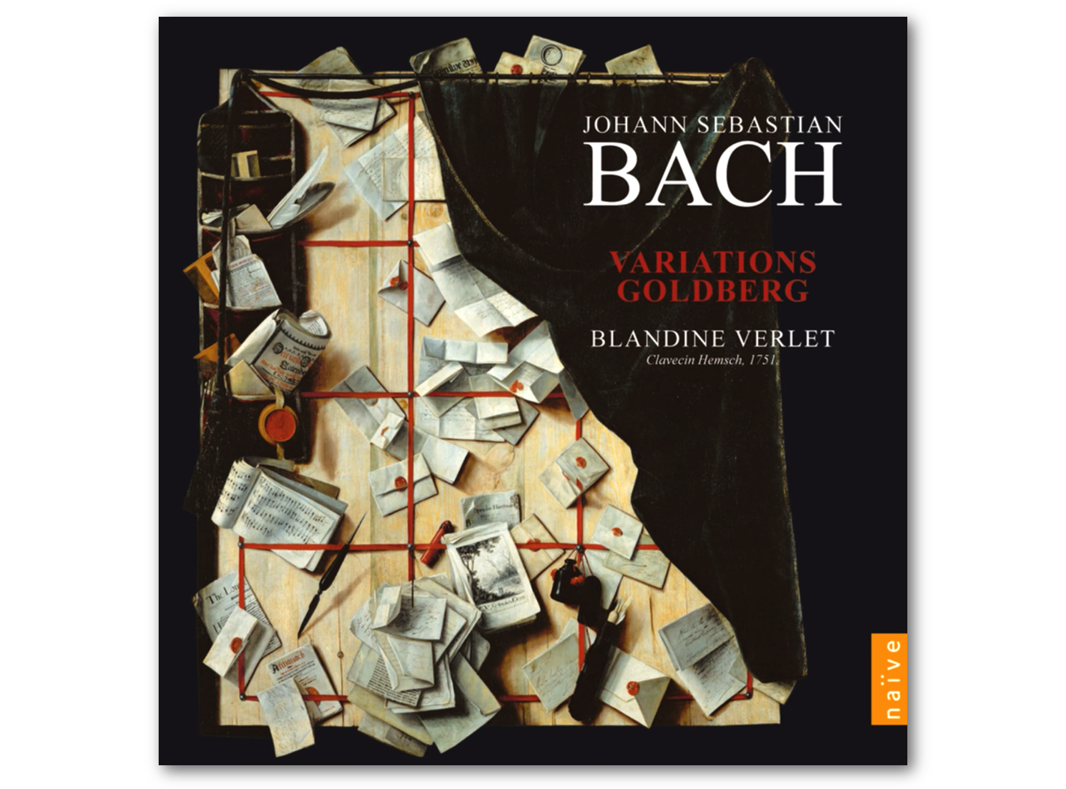 JOHANN SEBASTIAN
BACH
VARIATIONS
GOLDBERG
BLANDINE VERLET
Clavecin Hemsch, 1751.
naïve